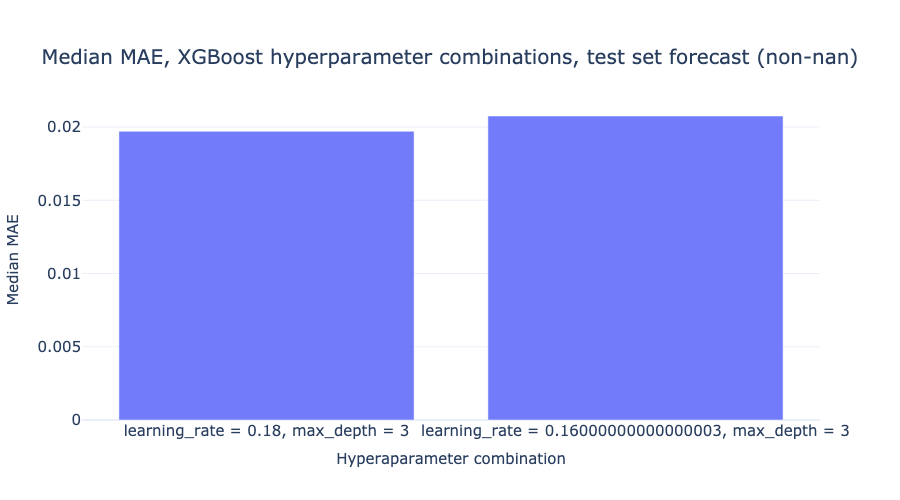 Median MAE, XGBoost hyperparameter combinations, test set forecast (non-nan)
0.02
0.015
0.01
0.005
0
Median MAE
learning_rate = 0.18, max_depth = 3
learning_rate = 0.16000000000000003, max_depth = 3
Hyperaparameter combination